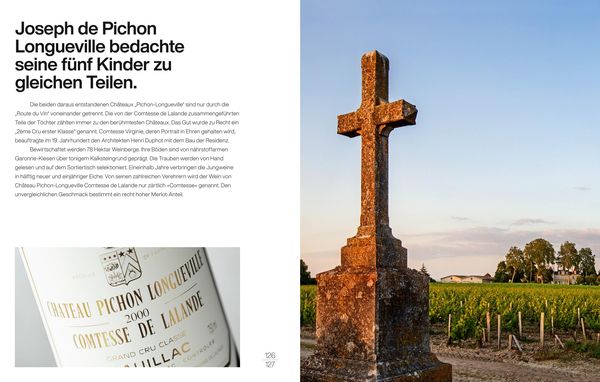 Joseph de Pichon
Longueville bedachte
seine fünf Kinder zu
gleichen Teilen.
Die beiden daraus entstandenen Châteaux „Pichon-Longueville“ sind nur durch die
„Route du Vin“ voneinander getrennt. Die von der Comtesse de Lalande zusammengeführten
Teile der Töchter zählten immer zu den berühmtesten Châteaux. Das Gut wurde zu Recht ein
„2ème Cru erster Klasse“ genannt. Comtesse Virginie, deren Portrait in Ehren gehalten wird,
beauftragte im 19. Jahrhundert den Architekten Henri Duphot mit dem Bau der Residenz.
Bewirtschaftet werden 78 Hektar Weinberge. Ihre Böden sind von nährstoffarmen
Garonne-Kiesen über tonigem Kalksteingrund geprägt. Die Trauben werden von Hand
gelesen und auf dem Sortiertisch selektioniert. Eineinhalb Jahre verbringen die Jungweine
in hälftig neuer und einjähriger Eiche. Von seinen zahlreichen Verehrern wird der Wein von
Château Pichon-Longueville Comtesse de Lalande nur zärtlich »Comtesse« genannt. Den
unvergleichlichen Geschmack bestimmt ein recht hoher Merlot-Anteil.
CHATEAU PICHON LONGUEVILLE
2000
COMTESSE DE LALANDE
GRAND CRU CLASSÉ
AUILLAC
CONTROLÉE
126
127